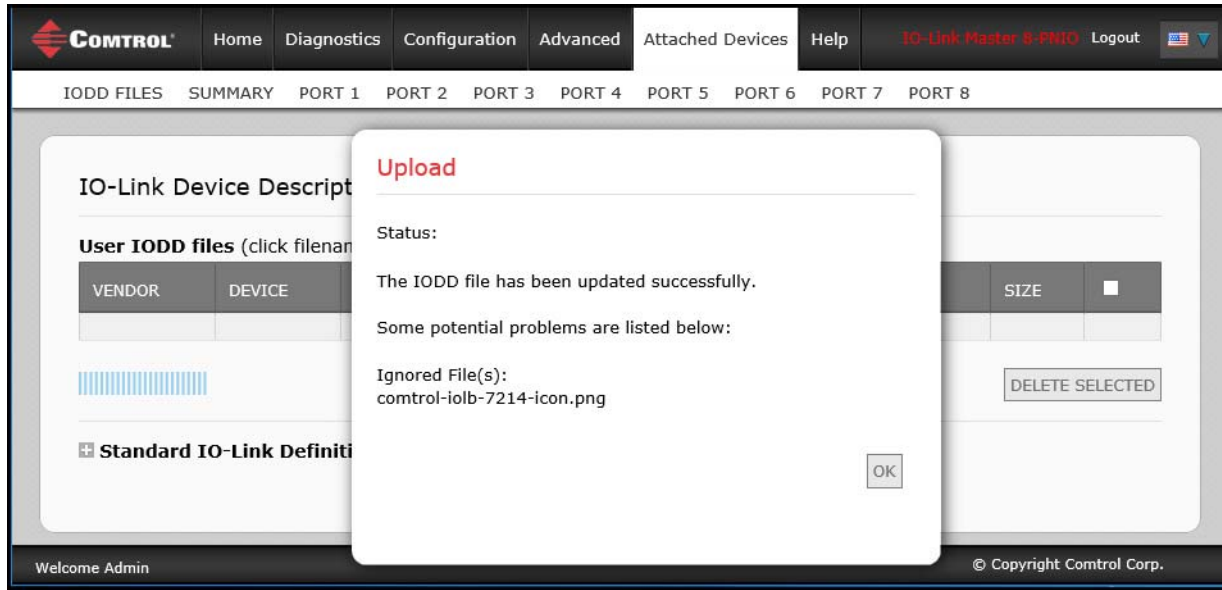 COMTROL Home Diagnostics Configuration Advanced Attached Devices Help IO-Link Master 8-PNIO Logout
IODD FILES SUMMARY PORT 1 PORT 2 PORT 3 PORT 4 PORT 5 PORT 6 PORT 7 PORT 8
Upload
Status:
The IODD file has been updated successfully.
Some potential problems are listed below:
Ignored File(s):
comtrol-iolb-7214-icon.png
OK
IO-Link Device Descript
User IODD files (click filenam
VENDOR DEVICE SIZE
DELETE SELECTED
Standard IO-Link Definiti
Welcome Admin © Copyright Comtrol Corp.